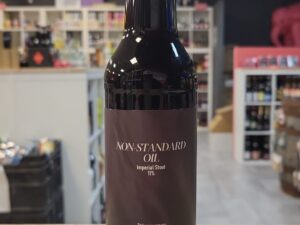 NON-STANDARD
OIL
Imperial Stout
11%